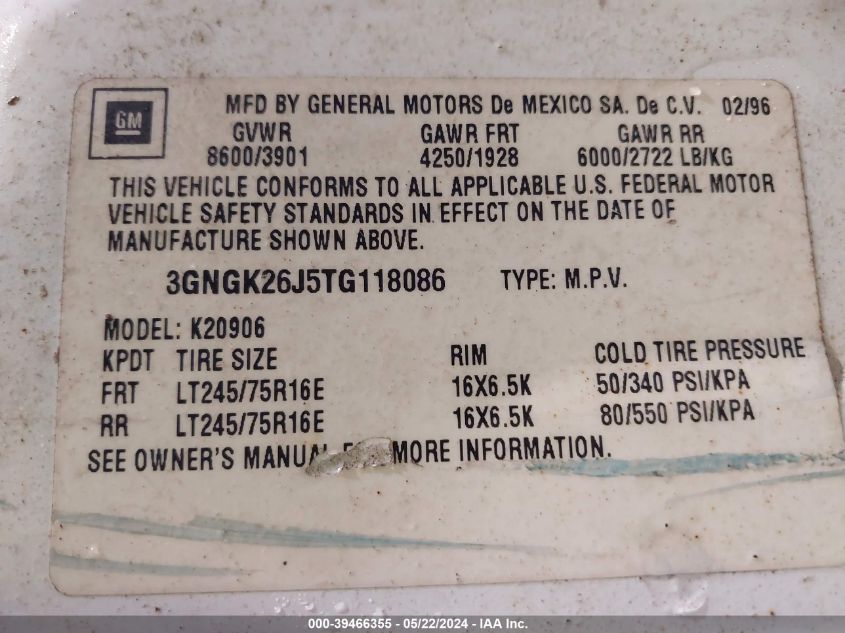 GM
MFD BY GENERAL MOTORS De MEXICO SA. De C.V. 02/96
GVWR GAWR FRT GAWR RR
8600/3901 4250/1928 6000/2722 LB/KG
THIS VEHICLE CONFORMS TO ALL APPLICABLE U.S. FEDERAL MOTOR
VEHICLE SAFETY STANDARDS IN EFFECT ON THE DATE OF
MANUFACTURE SHOWN ABOVE.
3GNGK26J5TG118086 TYPE: M.P.V.
MODEL: K20906
KPDT TIRE SIZE RIM COLD TIRE PRESSURE
FRT LT245/75R16E 16X6.5K 50/340 PSI/KPA
RR LT245/75R16E 16X6.5K 80/550 PSI/KPA
SEE OWNER'S MANUAL MORE INFORMATION.
000-39466355 - 05/22/2024 - IAA Inc.